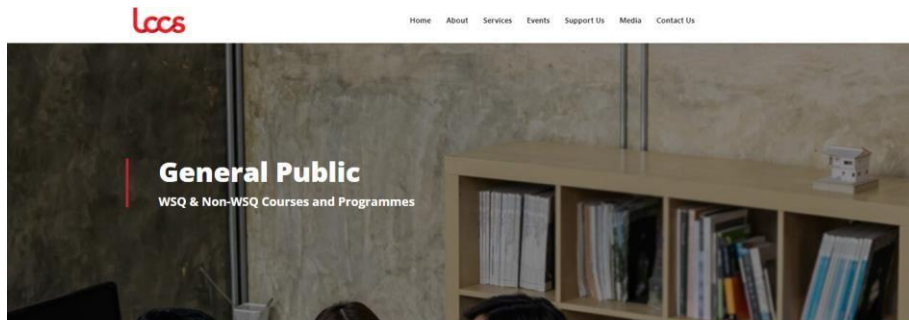 lccs
Home About Services Events Support Us Media Contact Us
General Public
WSQ & Non-WSQ Courses and Programmes